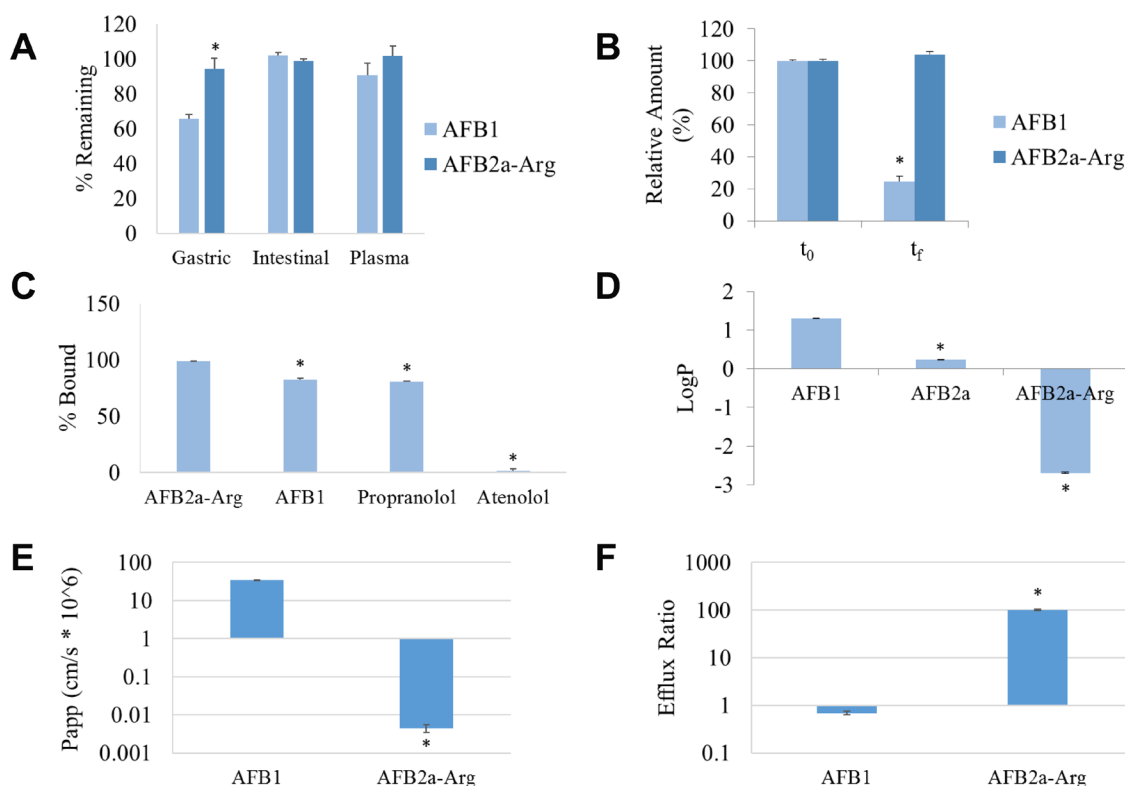 A
120
100
80
60
40
20
0
% Remaining
*
Gastric Intestinal Plasma
AFB1
AFB2a-Arg
B
120
100
80
60
40
20
0
Relative Amount
(%)
*
t0 tf
AFB1
AFB2a-Arg
C
150
100
50
0
% Bound
* * *
AFB2a-Arg AFB1 Propranolol Atenolol
D
2
1
0
-1
-2
-3
LogP
*
AFB1 AFB2a AFB2a-Arg
*
E
100
10
1
0.1
0.01
0.001
Papp (cm/s * 10^6)
*
AFB1 AFB2a-Arg
F
1000
100
10
1
0.1
Efflux Ratio
*
AFB1 AFB2a-Arg